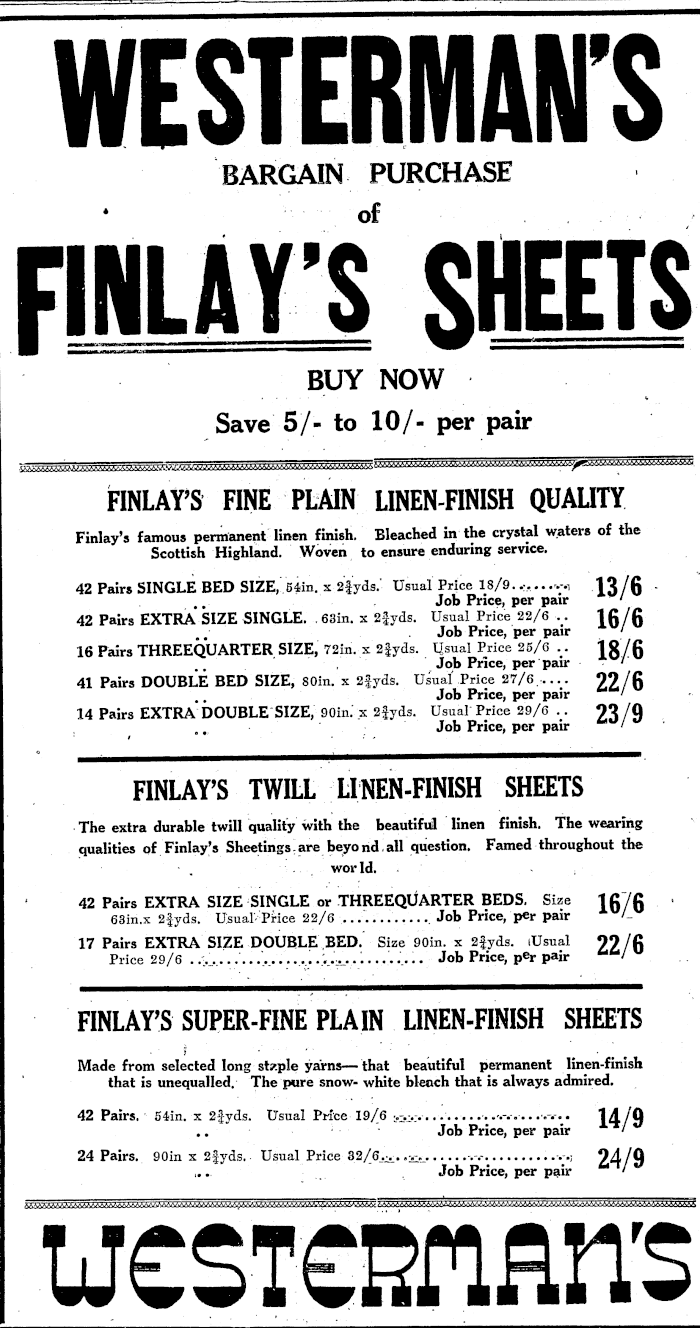 WESTERMAN'S
BARGAIN PURCHASE
of
FINLAY'S SHEETS
BUY NOW
Save 5/- to 10/- per pair
FINLAY'S FINE PLAIN LINEN-FINISH QUALITY
Finlay's famous permanent linen finish. Bleached in the crystal waters of the
Scottish Highland. Woven to ensure enduring service.
42 Pairs SINGLE BED SIZE, 54in. x 2¾yds. Usual Price 18/9.......... 13/6
Job Price, per pair
42 Pairs EXTRA SIZE SINGLE. 63in. x 2¾yds. Usual Price 22/6 .. 16/6
Job Price, per pair
16 Pairs THREEQUARTER SIZE, 72in. x 2¾yds. Usual Price 25/6 .. 18/6
Job Price, per pair
41 Pairs DOUBLE BED SIZE, 80in. x 2¾yds. Usual Price 27/6 .... 22/6
Job Price, per pair
14 Pairs EXTRA DOUBLE SIZE, 90in. x 2¾yds. Usual Price 29/6 .. 23/9
Job Price, per pair
FINLAY'S TWILL LINEN-FINISH SHEETS
The extra durable twill quality with the beautiful linen finish. The wearing
qualities of Finlay's Sheetings are beyond all question. Famed throughout the
world.
42 Pairs EXTRA SIZE SINGLE or THREEQUARTER BEDS. Size
63in.x 2¾yds. Usual Price 22/6 ............ Job Price, per pair 16/6
17 Pairs EXTRA SIZE DOUBLE BED. Size 90in. x 2¾yds. Usual
Price 29/6 .............................. Job Price, per pair 22/6
FINLAY'S SUPER-FINE PLAIN LINEN-FINISH SHEETS
Made from selected long staple yarns—that beautiful permanent linen-finish
that is unequalled. The pure snow-white bleach that is always admired.
42 Pairs. 54in. x 2¾yds. Usual Price 19/6 ........................ 14/9
Job Price, per pair
24 Pairs. 90in x 2¾yds. Usual Price 32/6.......................... 24/9
Job Price, per pair
WESTERMAN'S